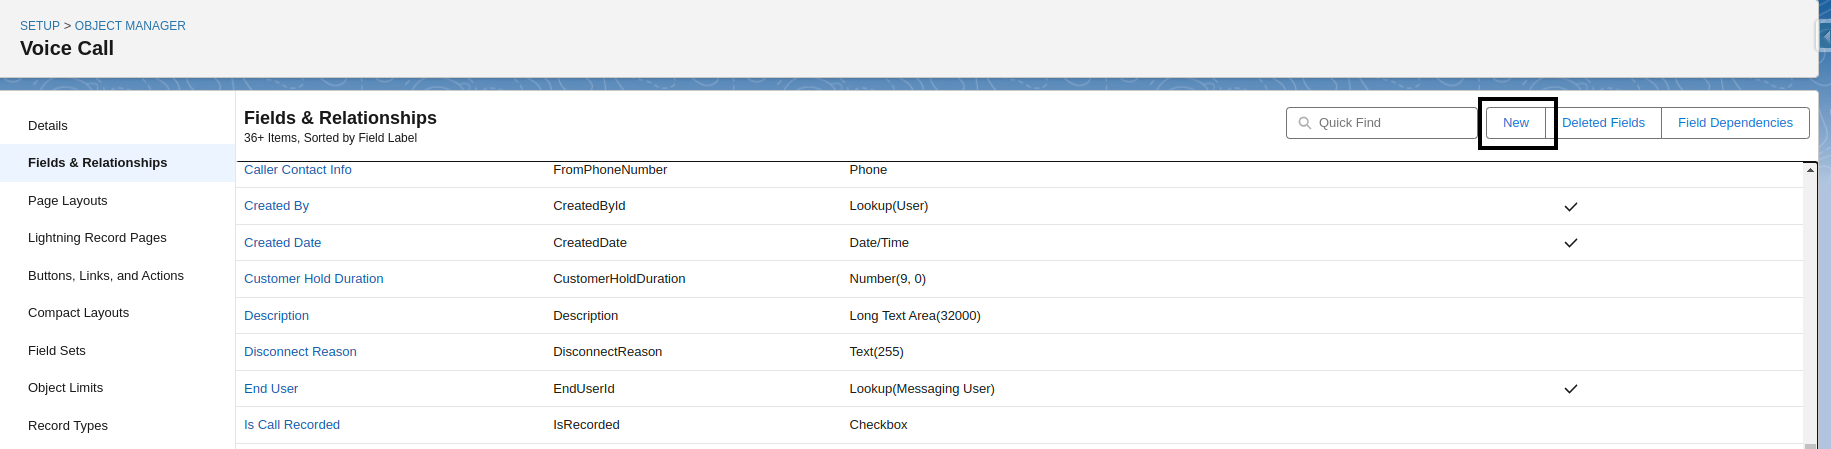 SETUP > OBJECT MANAGER
Voice Call
Details
Fields & Relationships
Page Layouts
Lightning Record Pages
Buttons, Links, and Actions
Compact Layouts
Field Sets
Object Limits
Record Types
Fields & Relationships
36+ Items, Sorted by Field Label
Quick Find
New
Deleted Fields
Field Dependencies
Caller Contact Info FromPhoneNumber Phone
Created By CreatedById Lookup(User)
Created Date CreatedDate Date/Time
Customer Hold Duration CustomerHoldDuration Number(9, 0)
Description Description Long Text Area(32000)
Disconnect Reason DisconnectReason Text(255)
End User EndUserId Lookup(Messaging User)
Is Call Recorded IsRecorded Checkbox